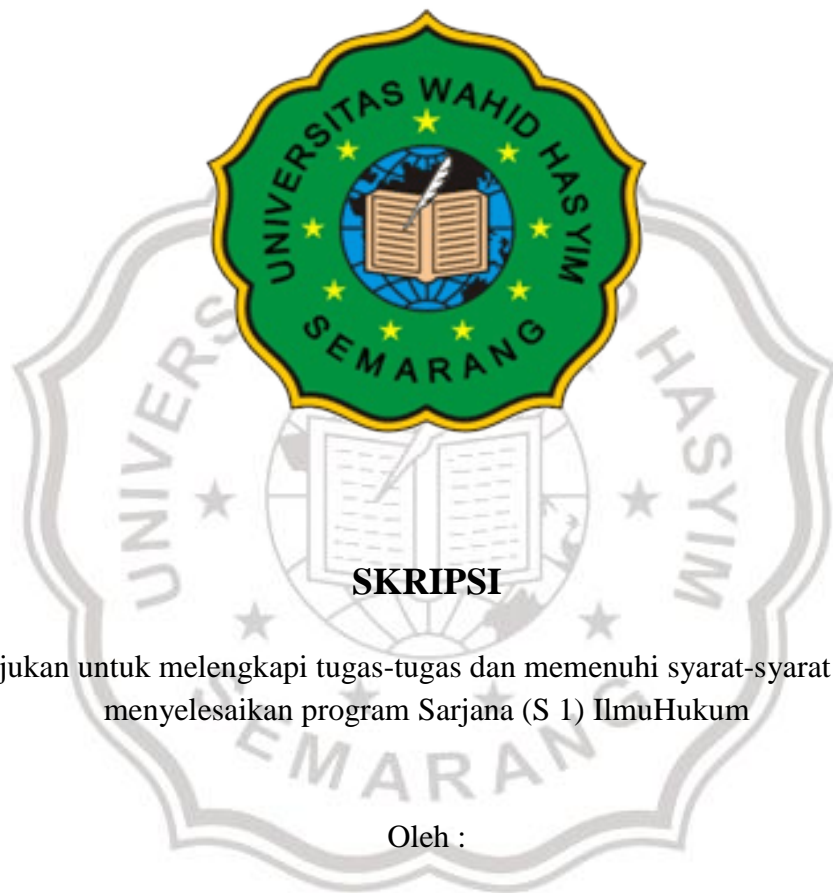 UNIVERSITAS WAHID HASYIM
SEMARANG
SKRIPSI
jukan untuk melengkapi tugas-tugas dan memenuhi syarat-syarat
menyelesaikan program Sarjana (S 1) IlmuHukum
Oleh :